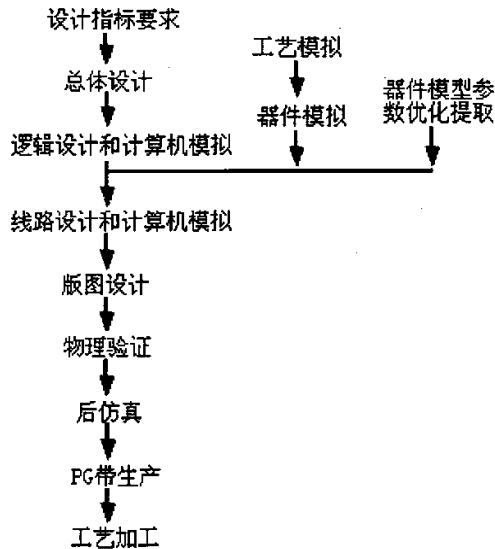 设计指标要求
总体设计
逻辑设计和计算机模拟
工艺模拟
器件模拟
器件模型参
数优化提取
线路设计和计算机模拟
版图设计
物理验证
后仿真
PG带生产
工艺加工